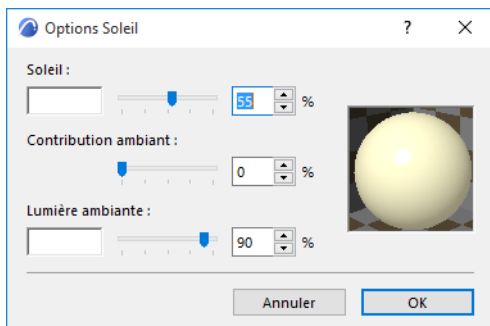 Options Soleil ? X
Soleil :
55 %
Contribution ambiant :
0 %
Lumière ambiante :
90 %
Annuler OK